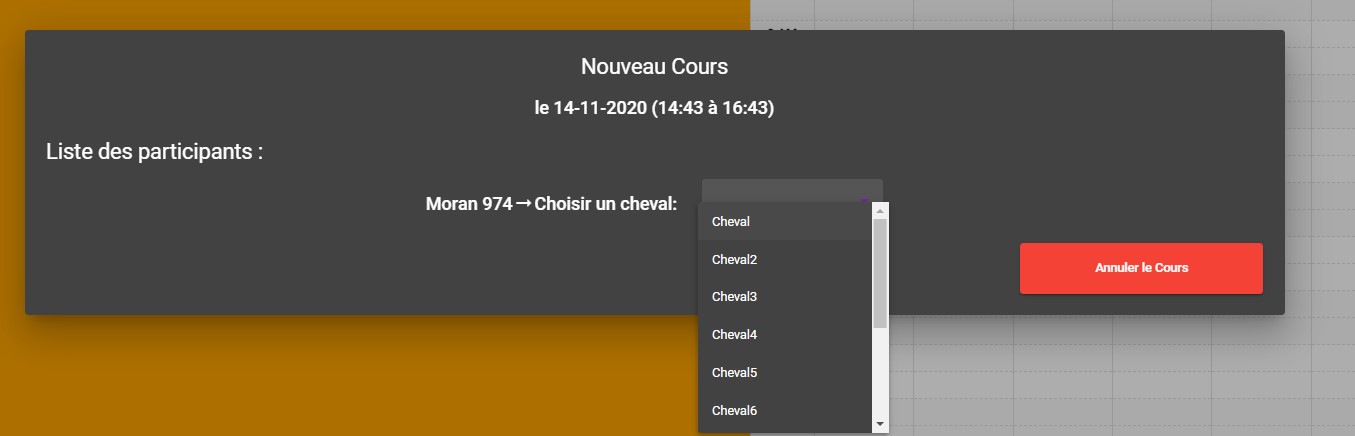 Nouveau Cours
le 14-11-2020 (14:43 à 16:43)
Liste des participants :
Moran 974→Choisir un cheval:
Cheval
Cheval2
Cheval3
Cheval4
Cheval5
Cheval6
Annuler le Cours